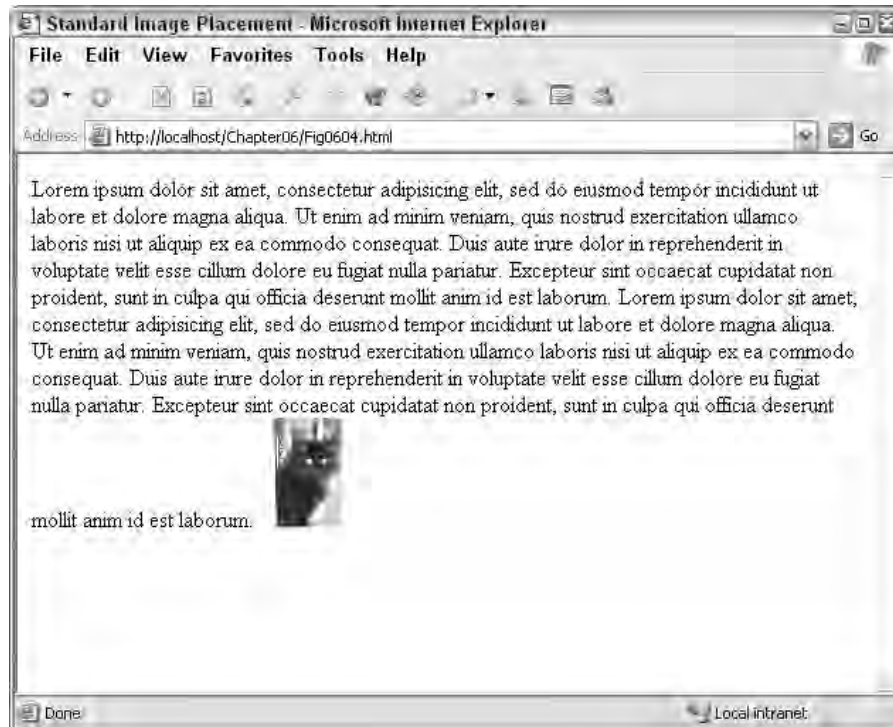 Standard Image Placement - Microsoft Internet Explorer
File Edit View Favorites Tools Help
Address http://localhost/Chapter06/Fig0604.html Go
Lorem ipsum dolor sit amet, consectetur adipisicing elit, sed do eiusmod tempor incididunt ut
labore et dolore magna aliqua. Ut enim ad minim veniam, quis nostrud exercitation ullamco
laboris nisi ut aliquip ex ea commodo consequat. Duis aute irure dolor in reprehenderit in
voluptate velit esse cillum dolore eu fugiat nulla pariatur. Excepteur sint occaecat cupidatat non
proident, sunt in culpa qui officia deserunt mollit anim id est laborum. Lorem ipsum dolor sit amet,
consectetur adipisicing elit, sed do eiusmod tempor incididunt ut labore et dolore magna aliqua.
Ut enim ad minim veniam, quis nostrud exercitation ullamco laboris nisi ut aliquip ex ea commodo
consequat. Duis aute irure dolor in reprehenderit in voluptate velit esse cillum dolore eu fugiat
nulla pariatur. Excepteur sint occaecat cupidatat non proident, sunt in culpa qui officia deserunt
mollit anim id est laborum.
Done Local intranet